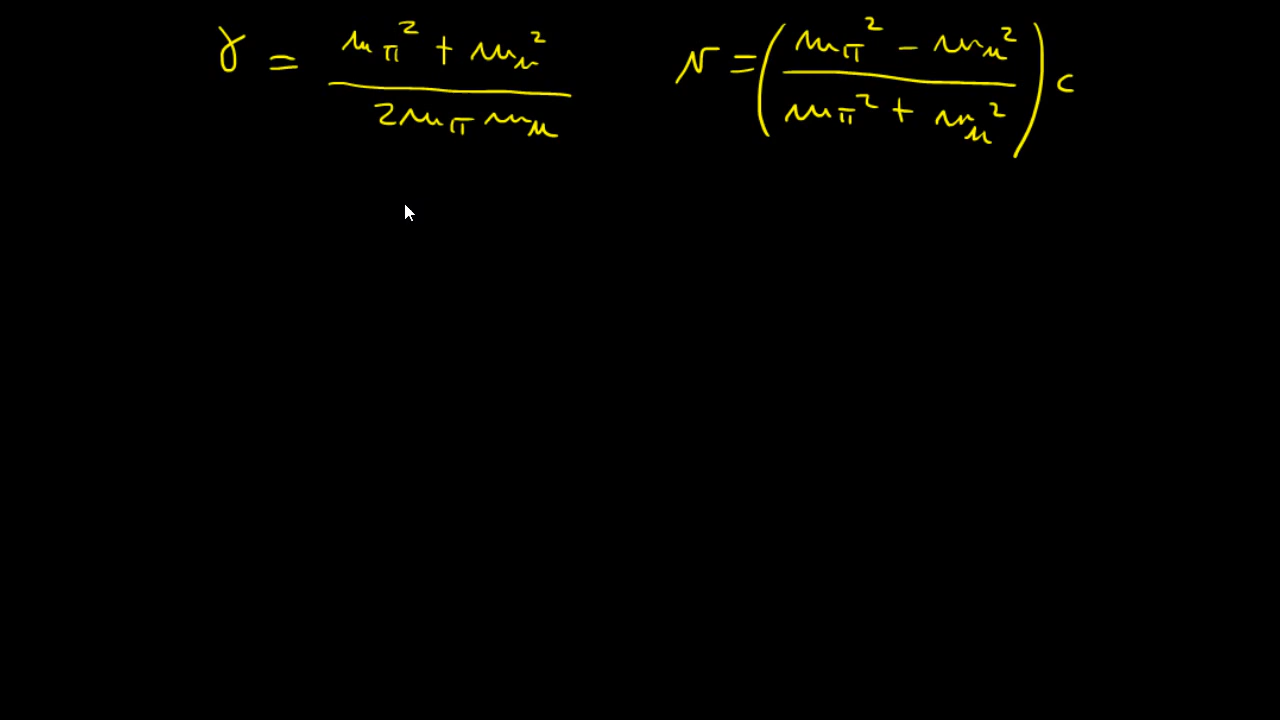 γ = (m_π² + m_μ²) / (2 m_π m_μ)    v = ((m_π² − m_μ²) / (m_π² + m_μ²)) c